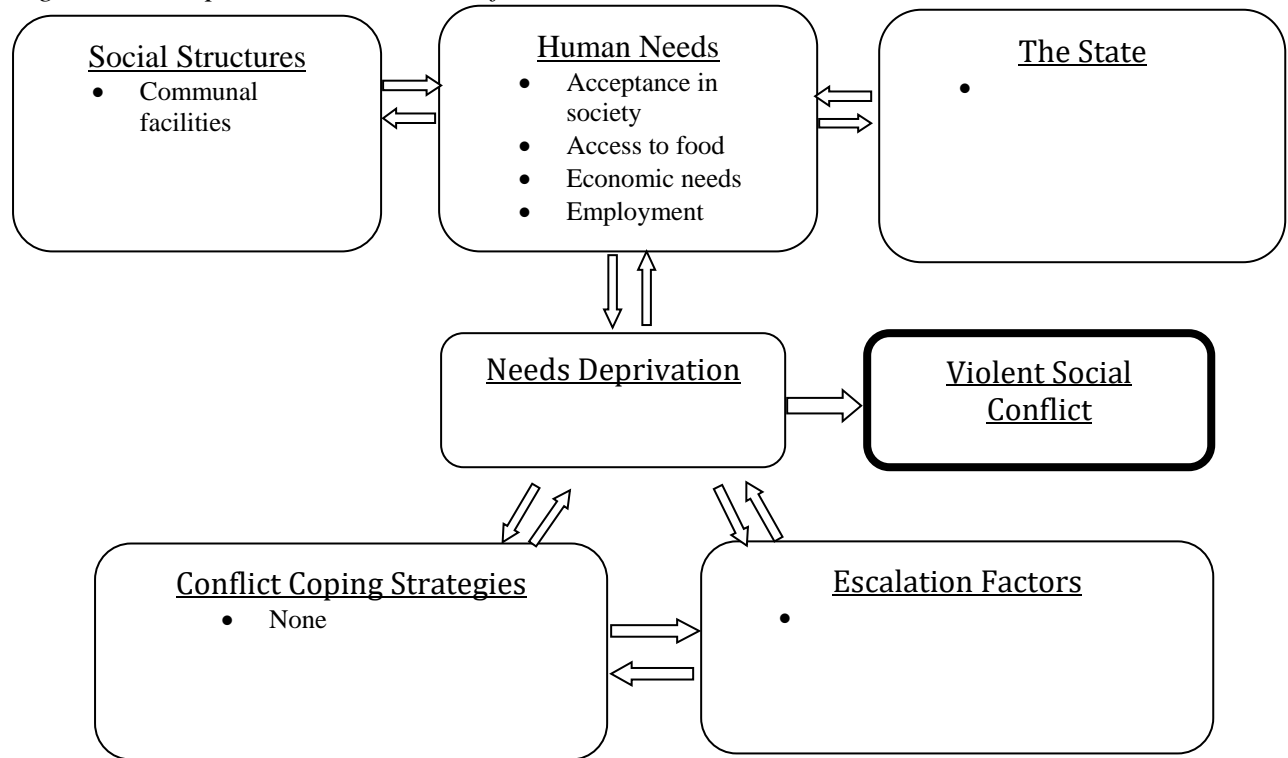 Social Structures
• Communal
facilities
Human Needs
• Acceptance in
society
• Access to food
• Economic needs
• Employment
The State
•
Needs Deprivation
Violent Social
Conflict
Conflict Coping Strategies
• None
Escalation Factors
•